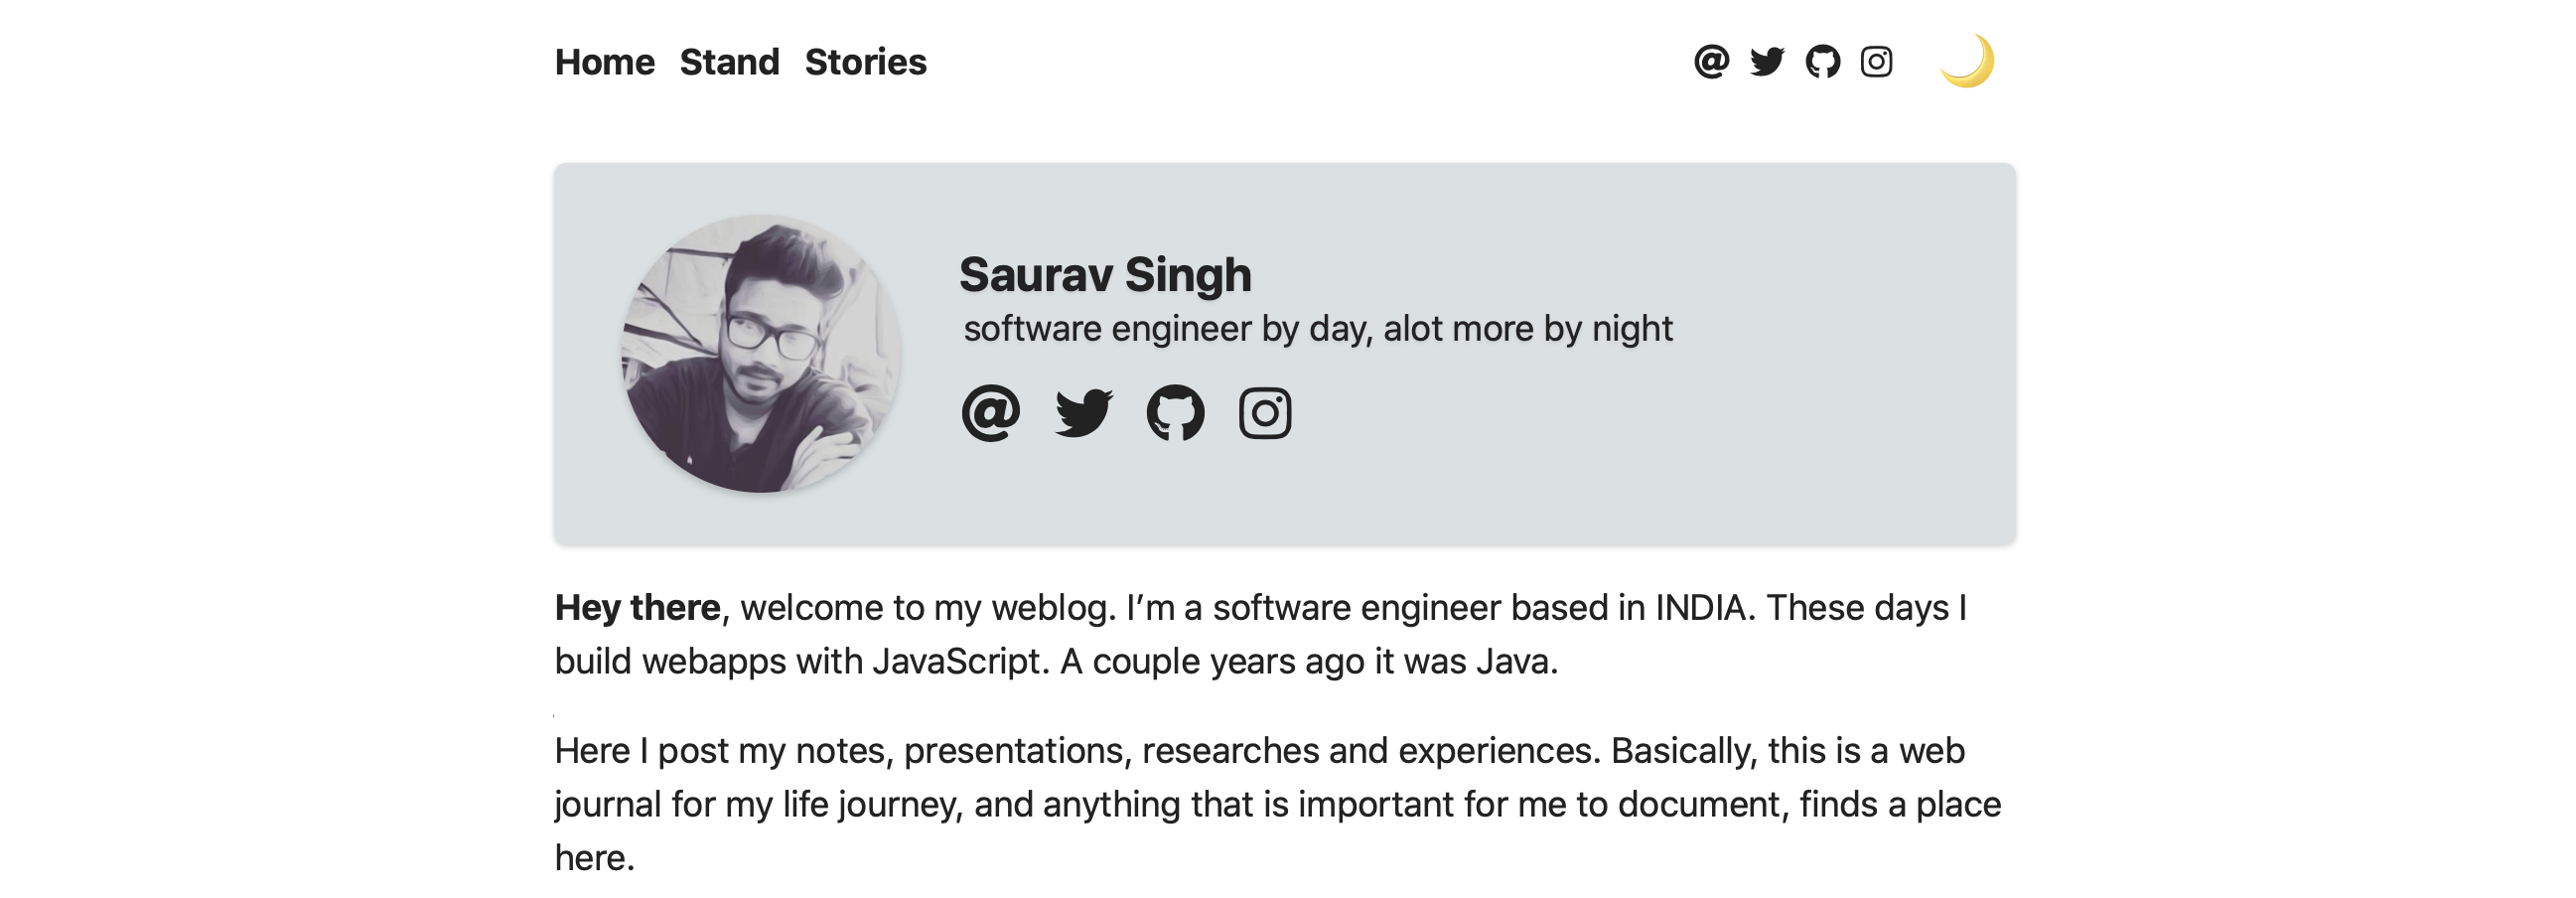 Home Stand Stories
Saurav Singh
software engineer by day, alot more by night
Hey there, welcome to my weblog. I’m a software engineer based in INDIA. These days I
build webapps with JavaScript. A couple years ago it was Java.
Here I post my notes, presentations, researches and experiences. Basically, this is a web
journal for my life journey, and anything that is important for me to document, finds a place
here.